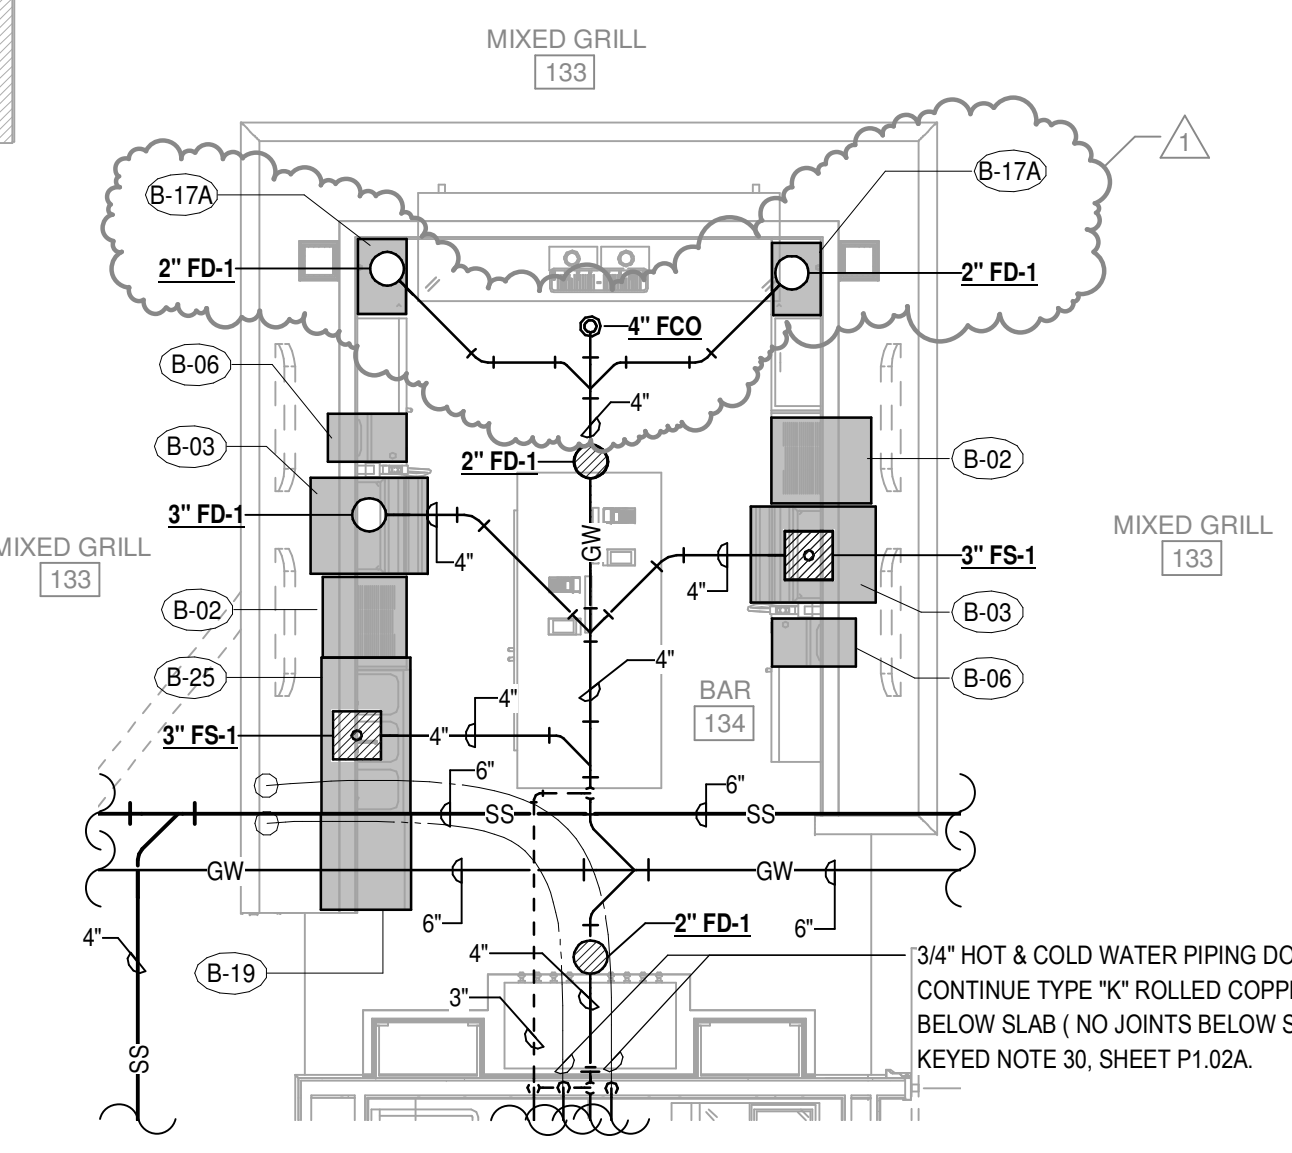 MIXED GRILL
133
1
B-17A
B-17A
2" FD-1
2" FD-1
4" FCO
B-06
4"
B-03
2" FD-1
B-02
3" FD-1
GW
MIXED GRILL
133
MIXED GRILL
133
4"
3" FS-1
4"
B-02
B-03
4"
B-25
B-06
BAR
134
4"
3" FS-1
4"
6"
6"
SS
SS
GW
GW
6"
2" FD-1
6"
4"
4"
B-19
3"
SS
3/4" HOT & COLD WATER PIPING DO
CONTINUE TYPE "K" ROLLED COPP
BELOW SLAB ( NO JOINTS BELOW S
KEYED NOTE 30, SHEET P1.02A.